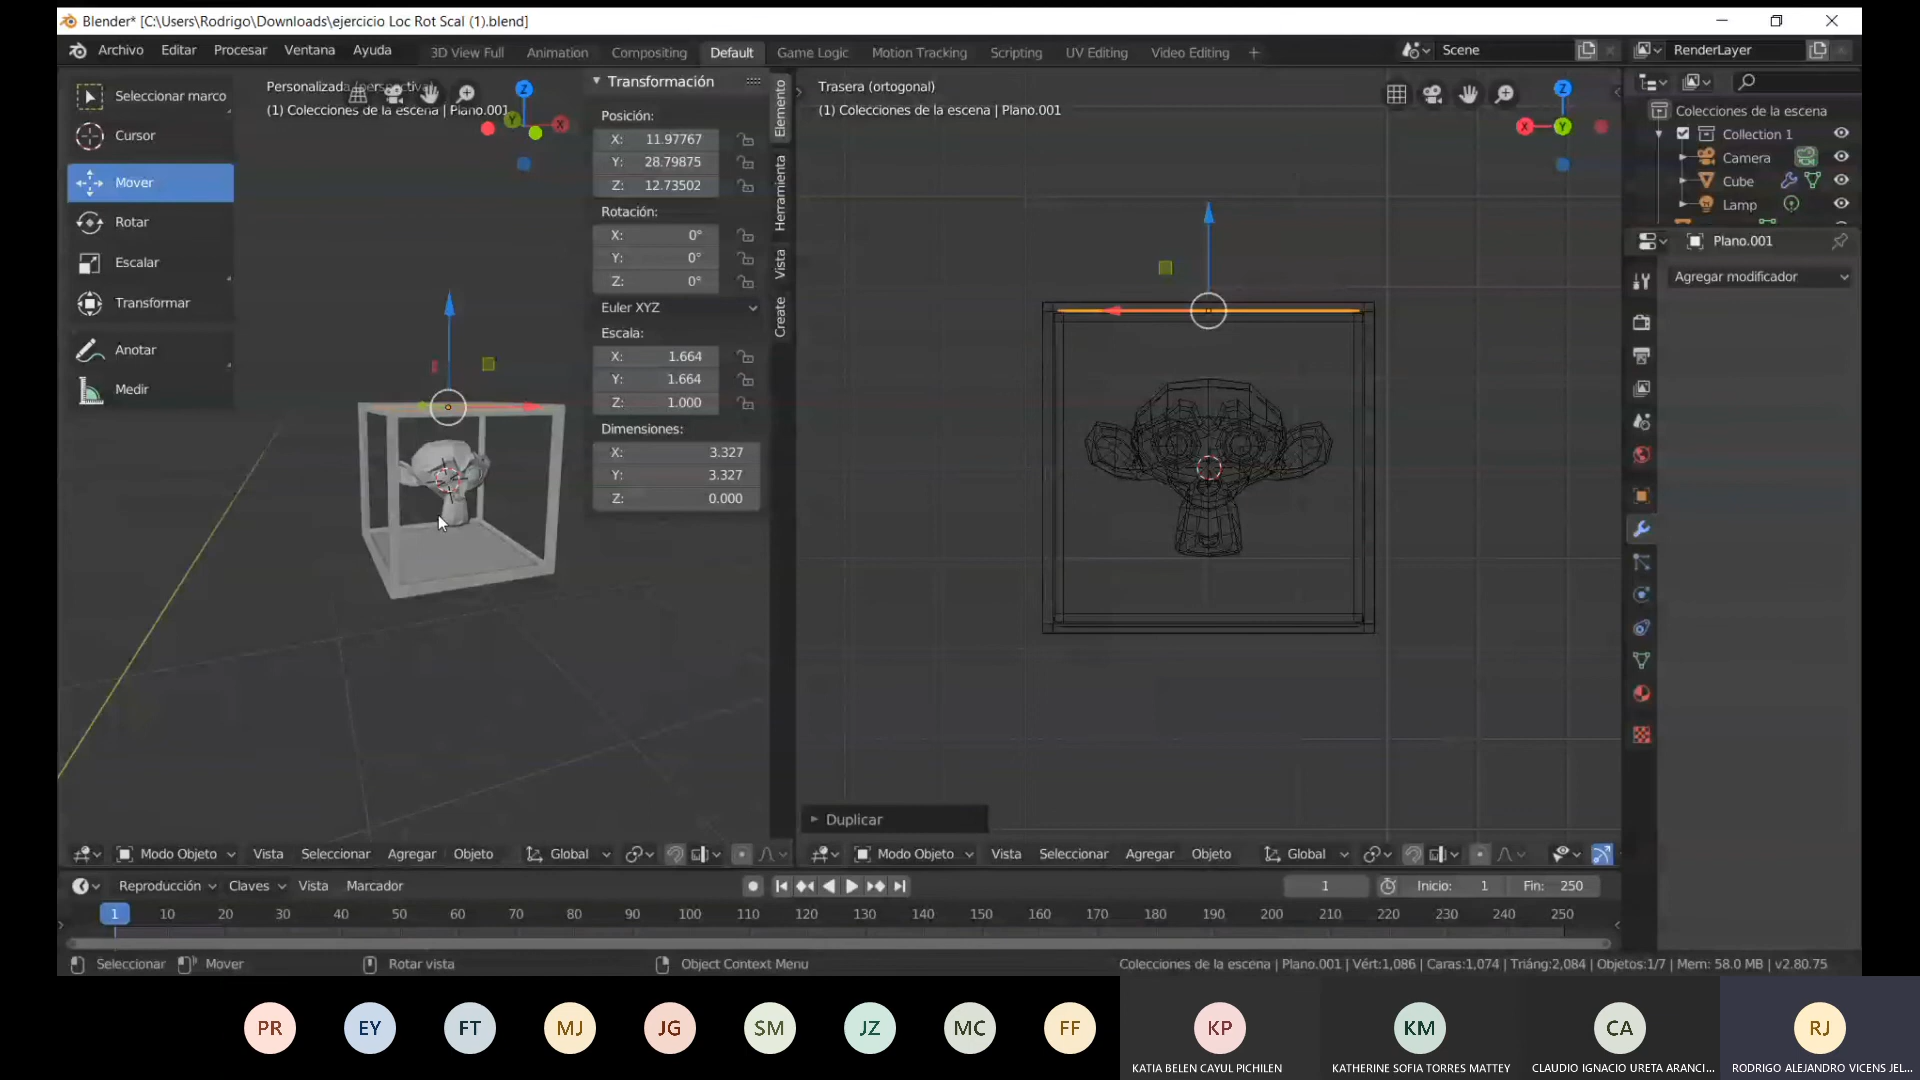 Blender* [C:\Users\Rodrigo\Downloads\ejercicio Loc Rot Scal (1).blend]
Archivo Editar Procesar Ventana Ayuda 3D View Full Animation Compositing Default Game Logic Motion Tracking Scripting UV Editing Video Editing + Scene RenderLayer
Seleccionar marco
Cursor
Mover
Rotar
Escalar
Transformar
Anotar
Medir
Personalizada (perspectiva)
(1) Colecciones de la escena | Plano.001
Z
Y
X
Transformación
Posición:
X: 11.97767
Y: 28.79875
Z: 12.73502
Rotación:
X: 0°
Y: 0°
Z: 0°
Euler XYZ
Escala:
X: 1.664
Y: 1.664
Z: 1.000
Dimensiones:
X: 3.327
Y: 3.327
Z: 0.000
Elemento
Herramienta
Vista
Create
Trasera (ortogonal)
(1) Colecciones de la escena | Plano.001
Z
X
Y
Duplicar
Colecciones de la escena
Collection 1
Camera
Cube
Lamp
Plano.001
Agregar modificador
Modo Objeto Vista Seleccionar Agregar Objeto Global
Modo Objeto Vista Seleccionar Agregar Objeto Global
Reproducción Claves Vista Marcador 1 Inicio: 1 Fin: 250
1 10 20 30 40 50 60 70 80 90 100 110 120 130 140 150 160 170 180 190 200 210 220 230 240 250
Seleccionar Mover Rotar vista Object Context Menu Colecciones de la escena | Plano.001 | Vért:1,086 | Caras:1,074 | Triáng:2,084 | Objetos:1/7 | Mem: 58.0 MB | v2.80.75
PR EY FT MJ JG SM JZ MC FF KP KM CA RJ
KATIA BELEN CAYUL PICHILEN KATHERINE SOFIA TORRES MATTEY CLAUDIO IGNACIO URETA ARANCI... RODRIGO ALEJANDRO VICENS JEL...